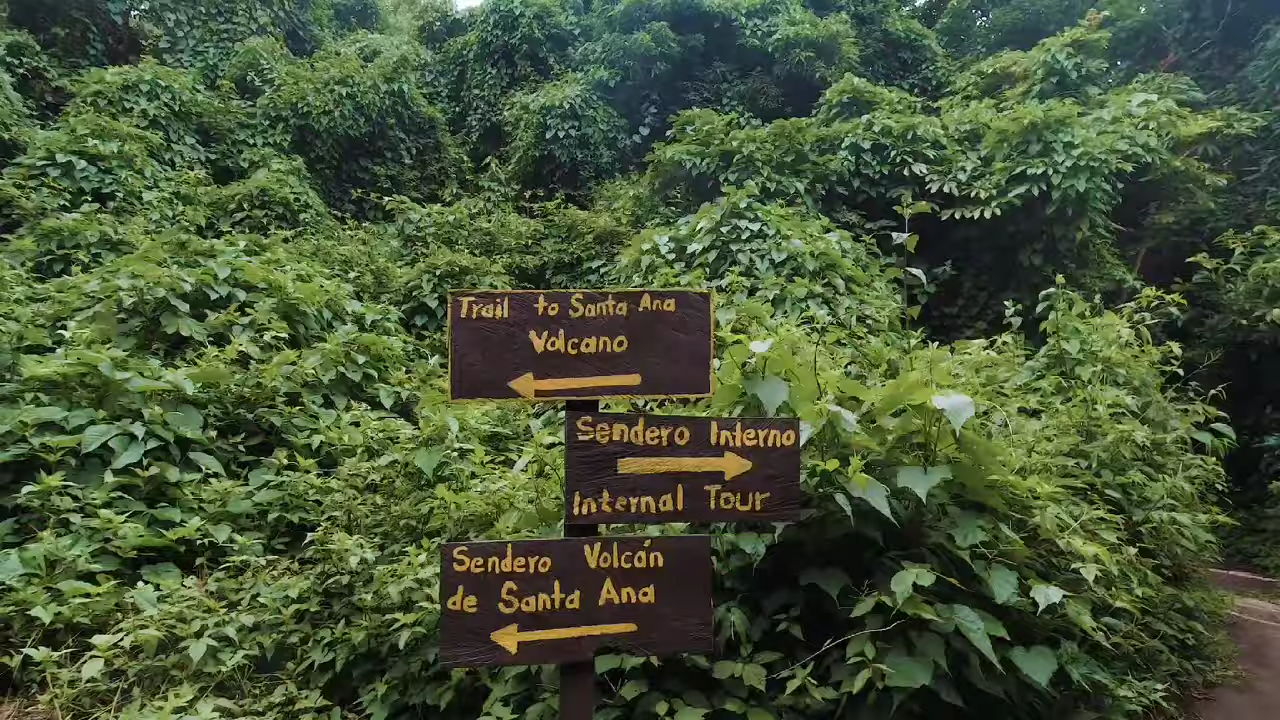 Trail to Santa Ana
Volcano
Sendero Interno
Internal Tour
Sendero Volcán
de Santa Ana